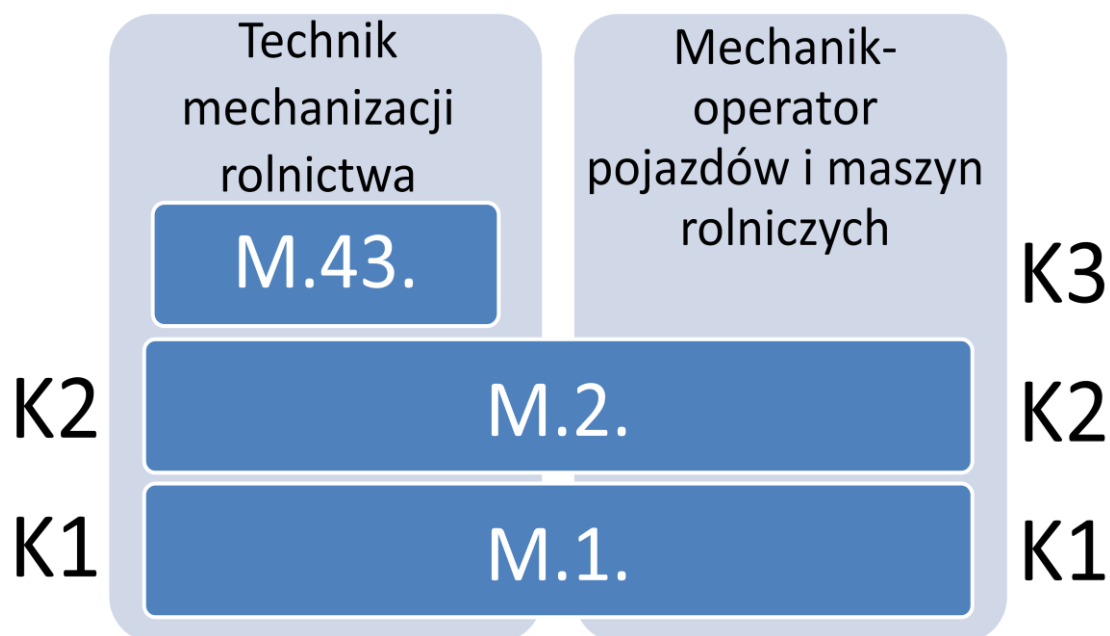 Technik
mechanizacji
rolnictwa
Mechanik-
operator
pojazdów i maszyn
rolniczych
M.43.
K3
K2
M.2.
K2
K1
M.1.
K1